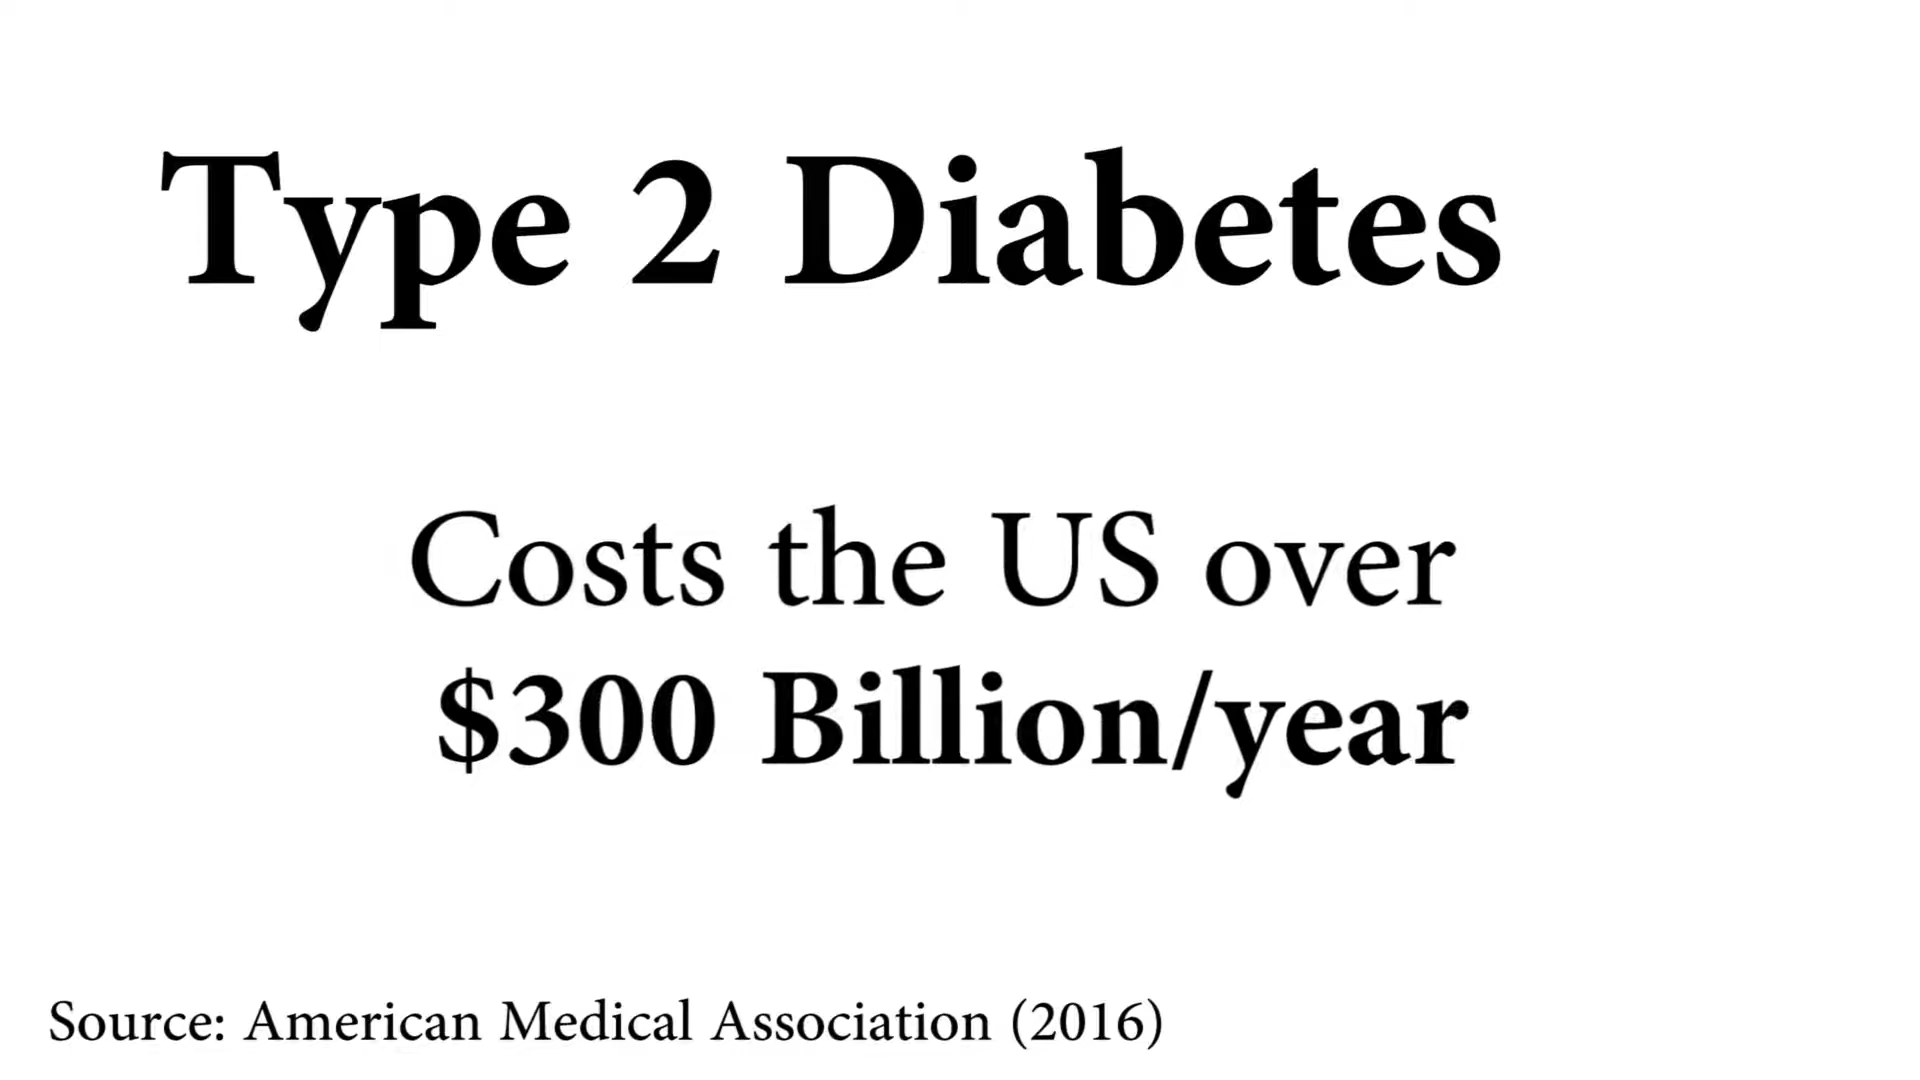 Type 2 Diabetes
Costs the US over
$300 Billion/year
Source: American Medical Association (2016)